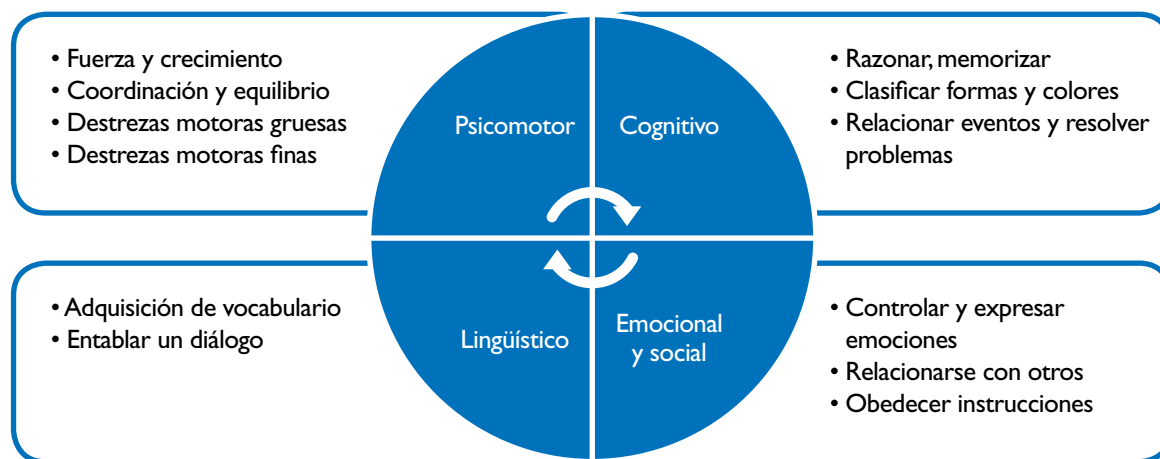 • Fuerza y crecimiento
• Coordinación y equilibrio
• Destrezas motoras gruesas
• Destrezas motoras finas
Psicomotor
Cognitivo
• Razonar, memorizar
• Clasificar formas y colores
• Relacionar eventos y resolver
problemas
• Adquisición de vocabulario
• Entablar un diálogo
Lingüístico
Emocional
y social
• Controlar y expresar
emociones
• Relacionarse con otros
• Obedecer instrucciones